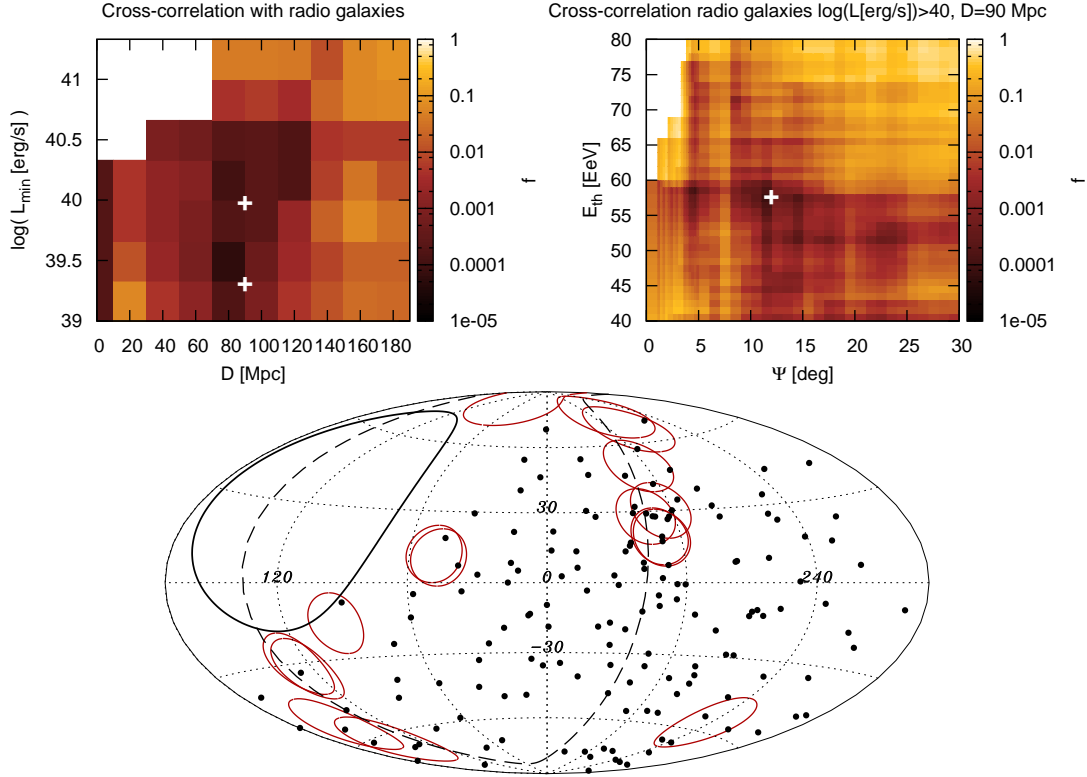 Cross-correlation with radio galaxies
41
40.5
40
39.5
39
log( L_min [erg/s] )
0 20 40 60 80 100 120 140 160 180
D [Mpc]
1
0.1
0.01
0.001
0.0001
1e-05
f
Cross-correlation radio galaxies log(L[erg/s])>40, D=90 Mpc
80
75
70
65
60
55
50
45
40
E_th [EeV]
0 5 10 15 20 25 30
Ψ [deg]
1
0.1
0.01
0.001
0.0001
1e-05
f
30
120 0 240
−30